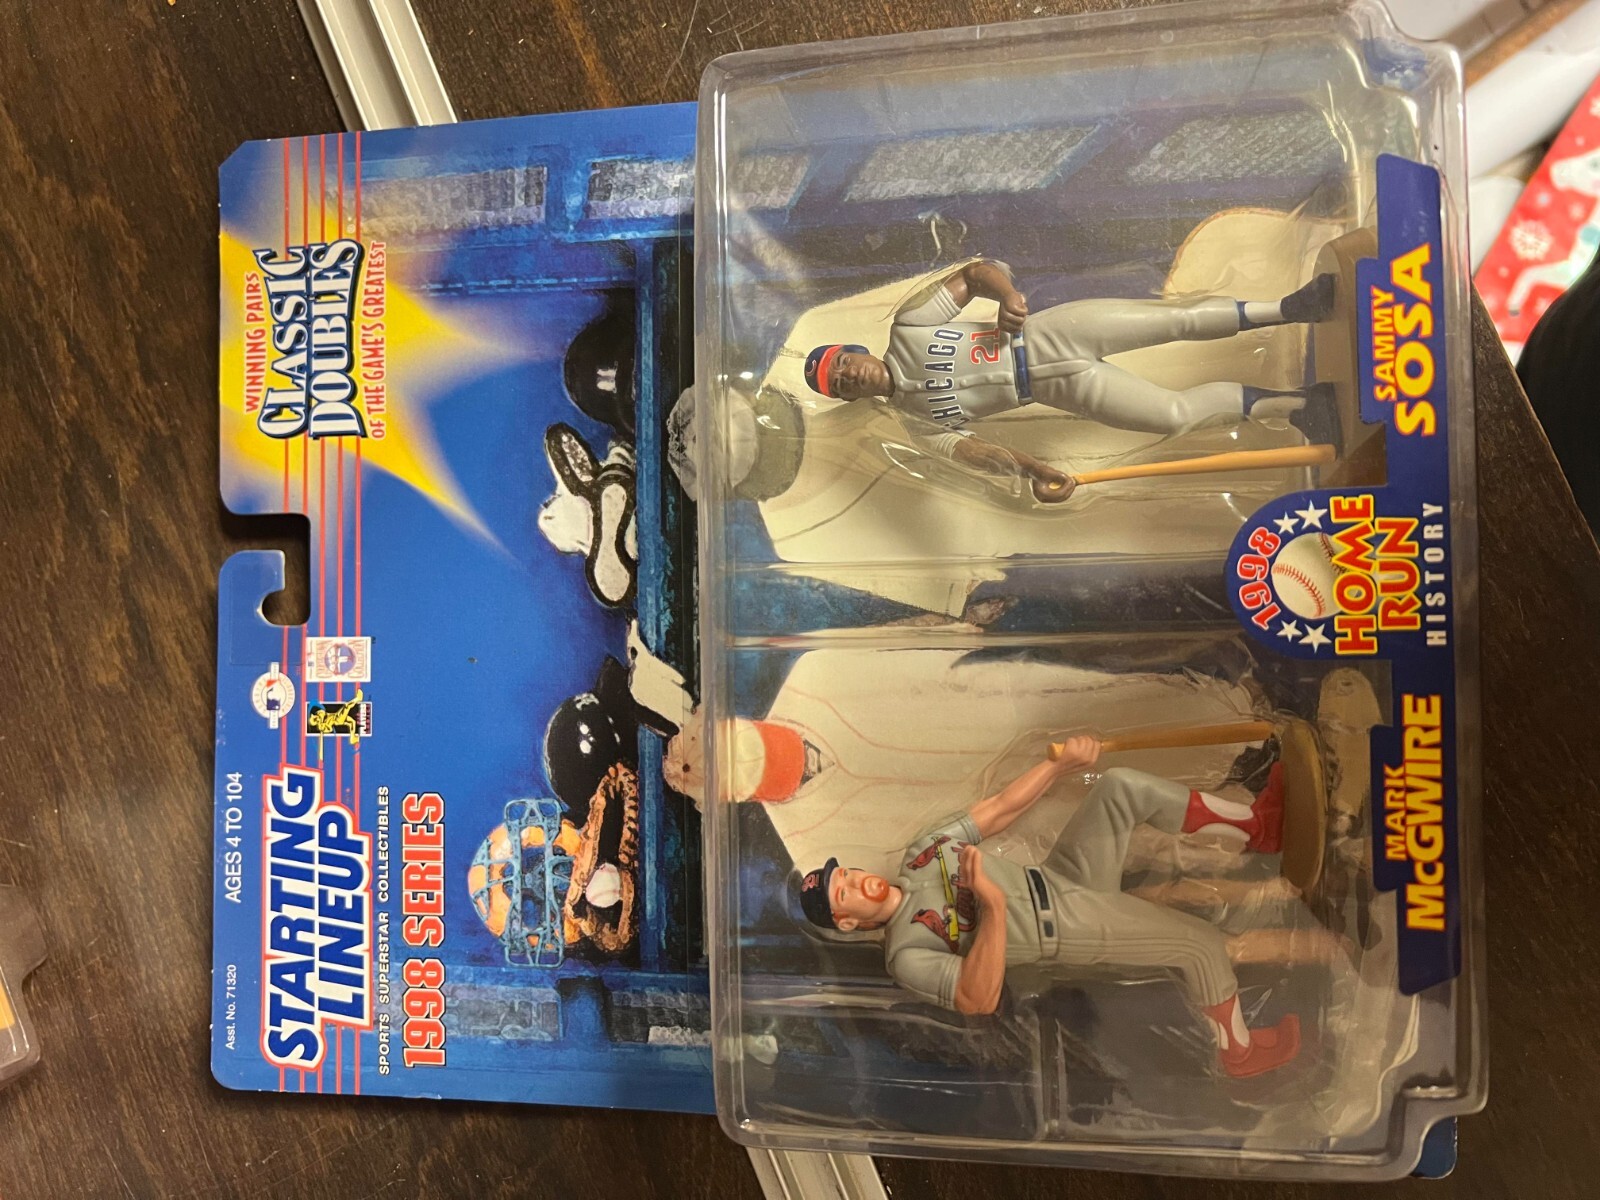 Asst. No. 71320
AGES 4 TO 104
STARTING
LINEUP
SPORTS SUPERSTAR COLLECTIBLES
1998 SERIES
WINNING PAIRS
CLASSIC
DOUBLES
OF THE GAME'S GREATEST
CHICAGO
21
MARK
McGWIRE
1998
HOME
RUN
HISTORY
SAMMY
SOSA